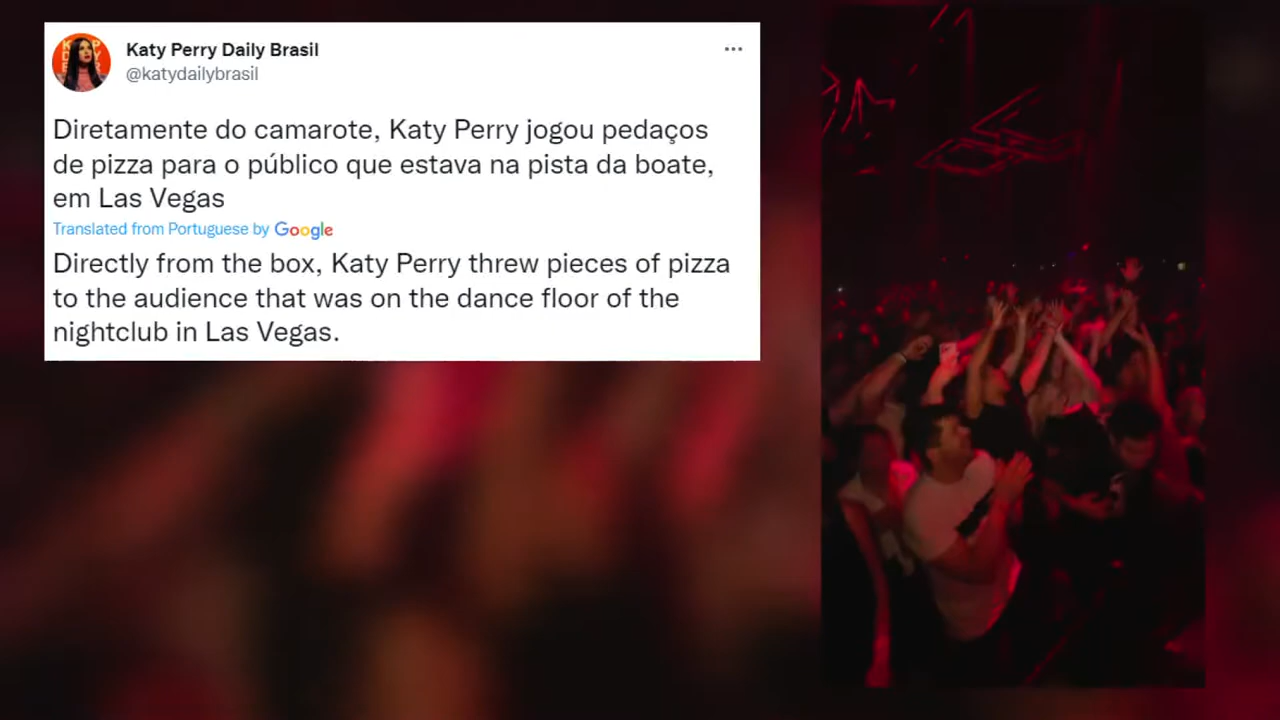 Katy Perry Daily Brasil
@katydailybrasil
Diretamente do camarote, Katy Perry jogou pedaços
de pizza para o público que estava na pista da boate,
em Las Vegas
Translated from Portuguese by Google
Directly from the box, Katy Perry threw pieces of pizza
to the audience that was on the dance floor of the
nightclub in Las Vegas.